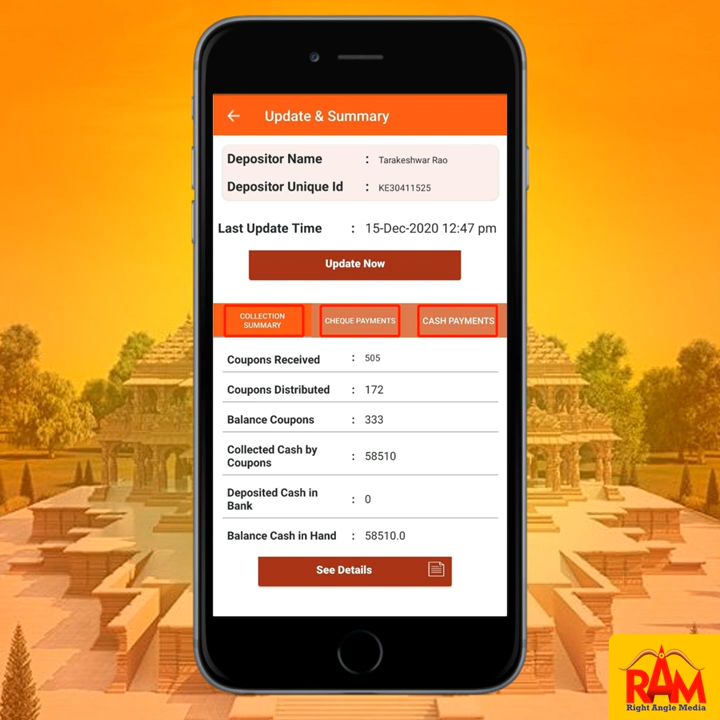 Update & Summary
Depositor Name : Tarakeshwar Rao
Depositor Unique Id : KE30411525
Last Update Time : 15-Dec-2020 12:47 pm
Update Now
COLLECTION
SUMMARY
CHEQUE PAYMENTS
CASH PAYMENTS
Coupons Received : 505
Coupons Distributed : 172
Balance Coupons : 333
Collected Cash by
Coupons : 58510
Deposited Cash in
Bank : 0
Balance Cash in Hand : 58510.0
See Details
RAM
Right Angle Media